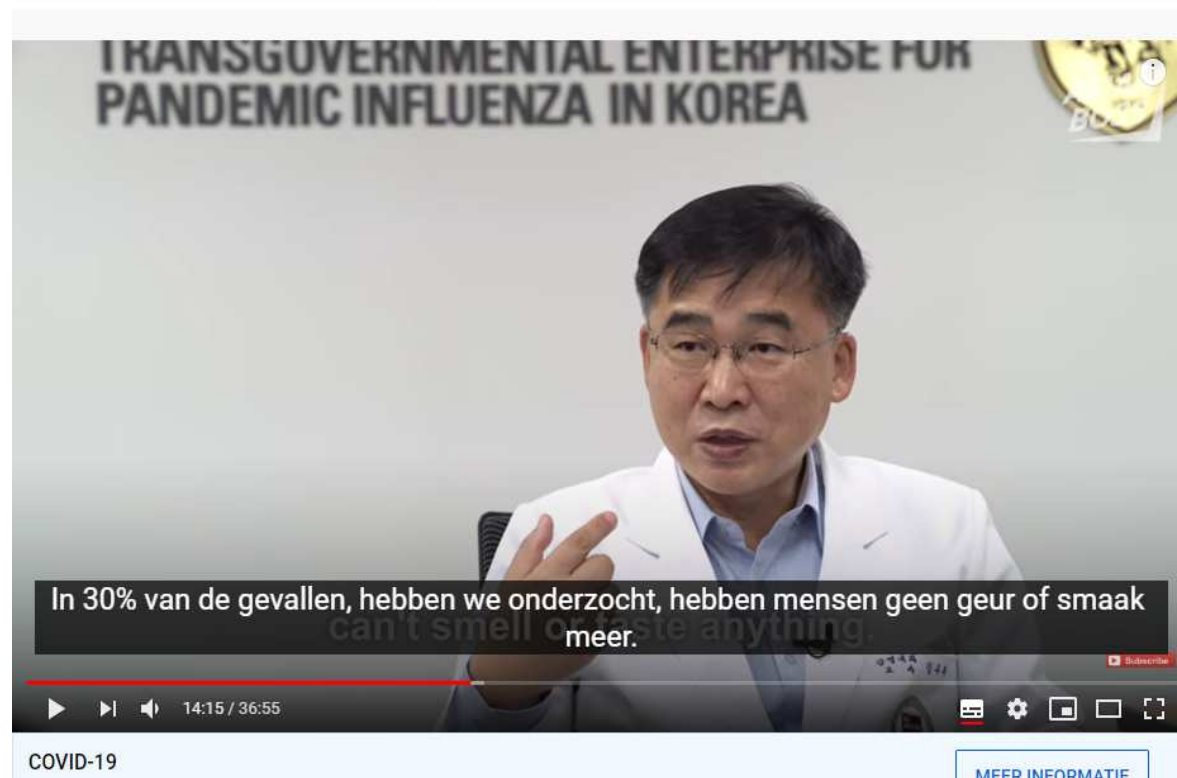 TRANSGOVERNMENTAL ENTERPRISE FOR
PANDEMIC INFLUENZA IN KOREA
In 30% van de gevallen, hebben we onderzocht, hebben mensen geen geur of smaak
meer.
can't smell or taste anything.
Subscribe
14:15 / 36:55
COVID-19
MEER INFORMATIE